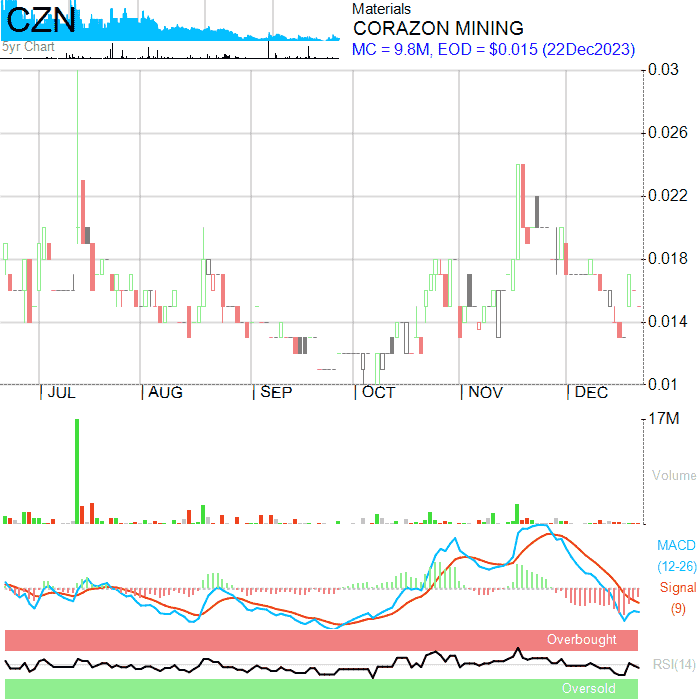 CZN
5yr Chart
Materials
CORAZON MINING
MC = 9.8M, EOD = $0.015 (22Dec2023)
0.03
0.026
0.022
0.018
0.014
0.01
JUL AUG SEP OCT NOV DEC
17M
Volume
MACD
(12-26)
Signal
(9)
Overbought
RSI(14)
Oversold